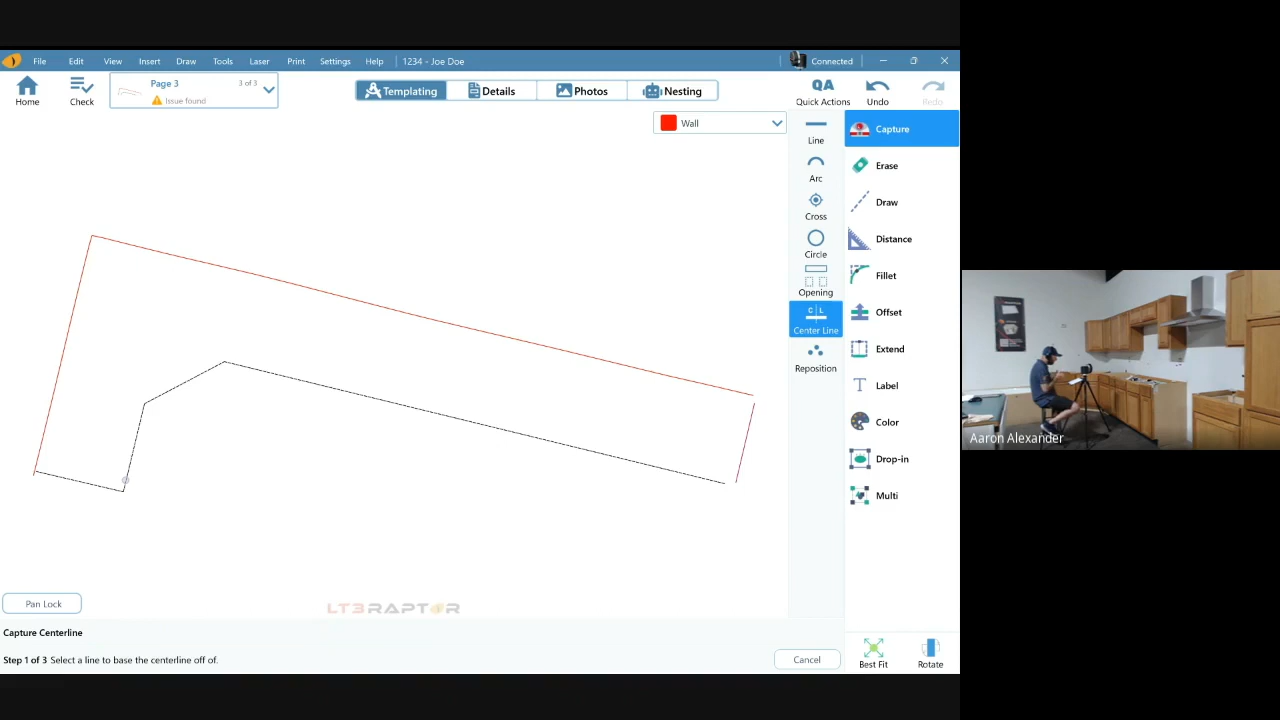 File Edit View Insert Draw Tools Laser Print Settings Help 1234 - Joe Doe Connected
Home
Check
Page 3
3 of 3
Issue found
Templating
Details
Photos
Nesting
QA
Quick Actions
Undo
Redo
Wall
Line
Arc
Cross
Circle
Opening
C L
Center Line
Reposition
Capture
Erase
Draw
Distance
Fillet
Offset
Extend
Label
Color
Drop-in
Multi
Aaron Alexander
Pan Lock
LT3RAPTOR
Capture Centerline
Step 1 of 3 Select a line to base the centerline off of.
Cancel
Best Fit
Rotate